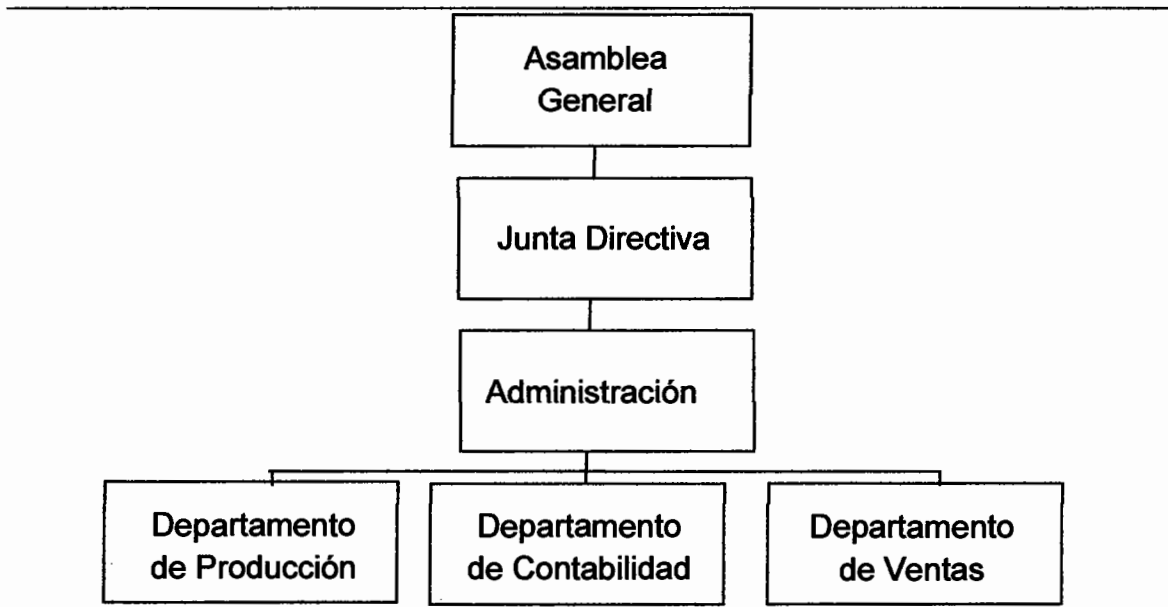 Asamblea
General
Junta Directiva
Administración
Departamento
de Producción
Departamento
de Contabilidad
Departamento
de Ventas